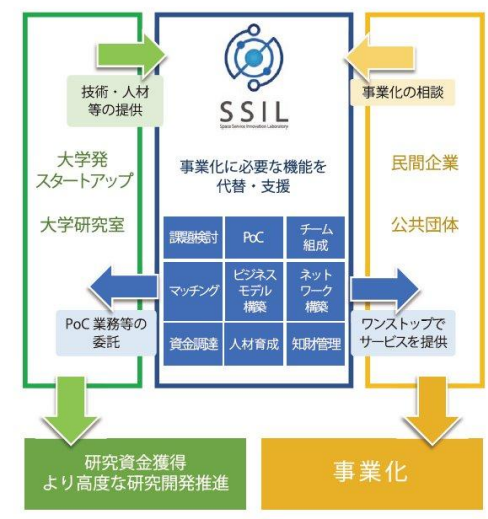 技術・人材
等の提供
大学発
スタートアップ
大学研究室
PoC 業務等の
委託
研究資金獲得
より高度な研究開発推進
SSIL
Space Service Innovation Laboratory
事業化に必要な機能を
代替・支援
課題検討
PoC
チーム
組成
マッチング
ビジネス
モデル
構築
ネット
ワーク
構築
資金調達
人材育成
知財管理
事業化の相談
民間企業
公共団体
ワンストップで
サービスを提供
事業化